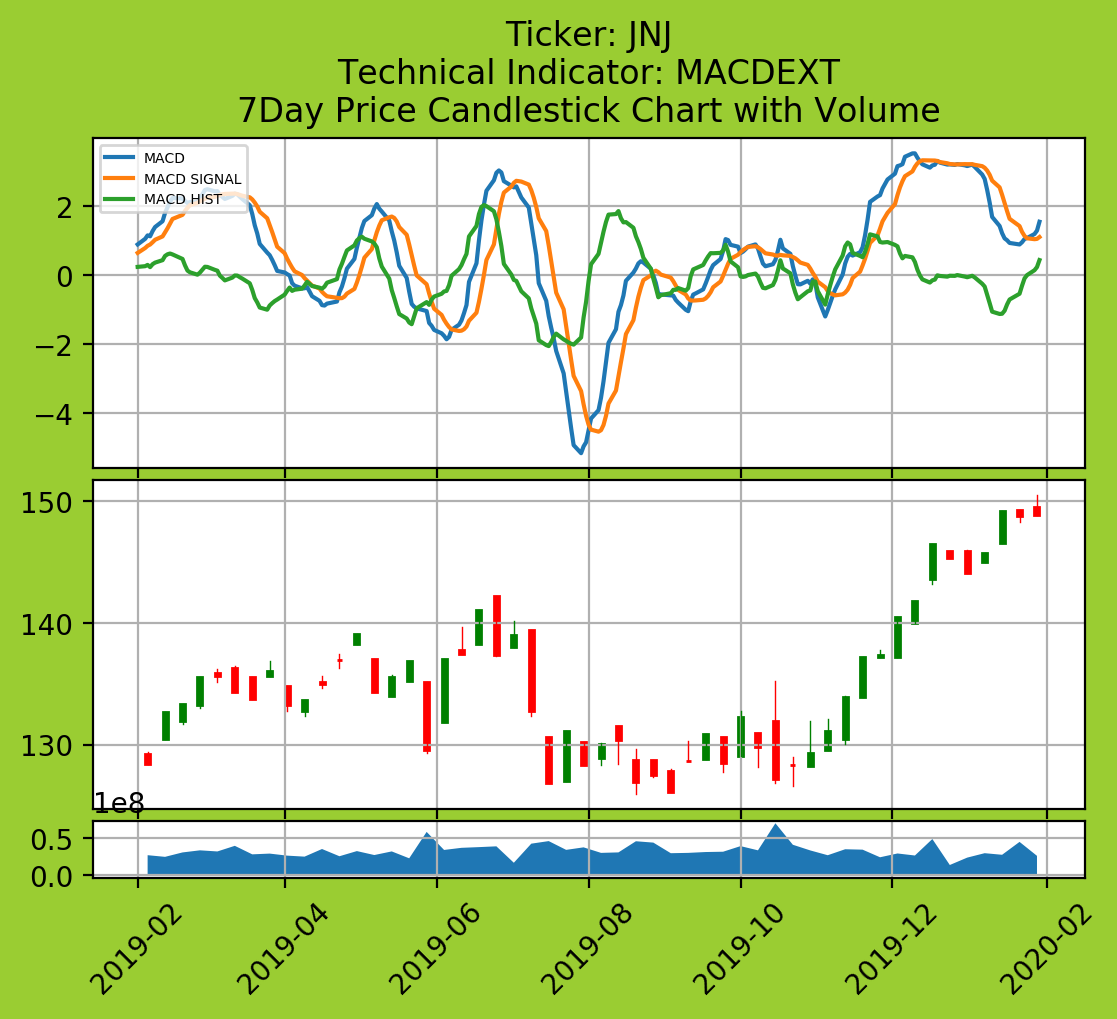 Ticker: JNJ
Technical Indicator: MACDEXT
7Day Price Candlestick Chart with Volume
MACD
MACD SIGNAL
MACD HIST
2
0
−2
−4
150
140
130
1e8
0.5
0.0
2019-02
2019-04
2019-06
2019-08
2019-10
2019-12
2020-02